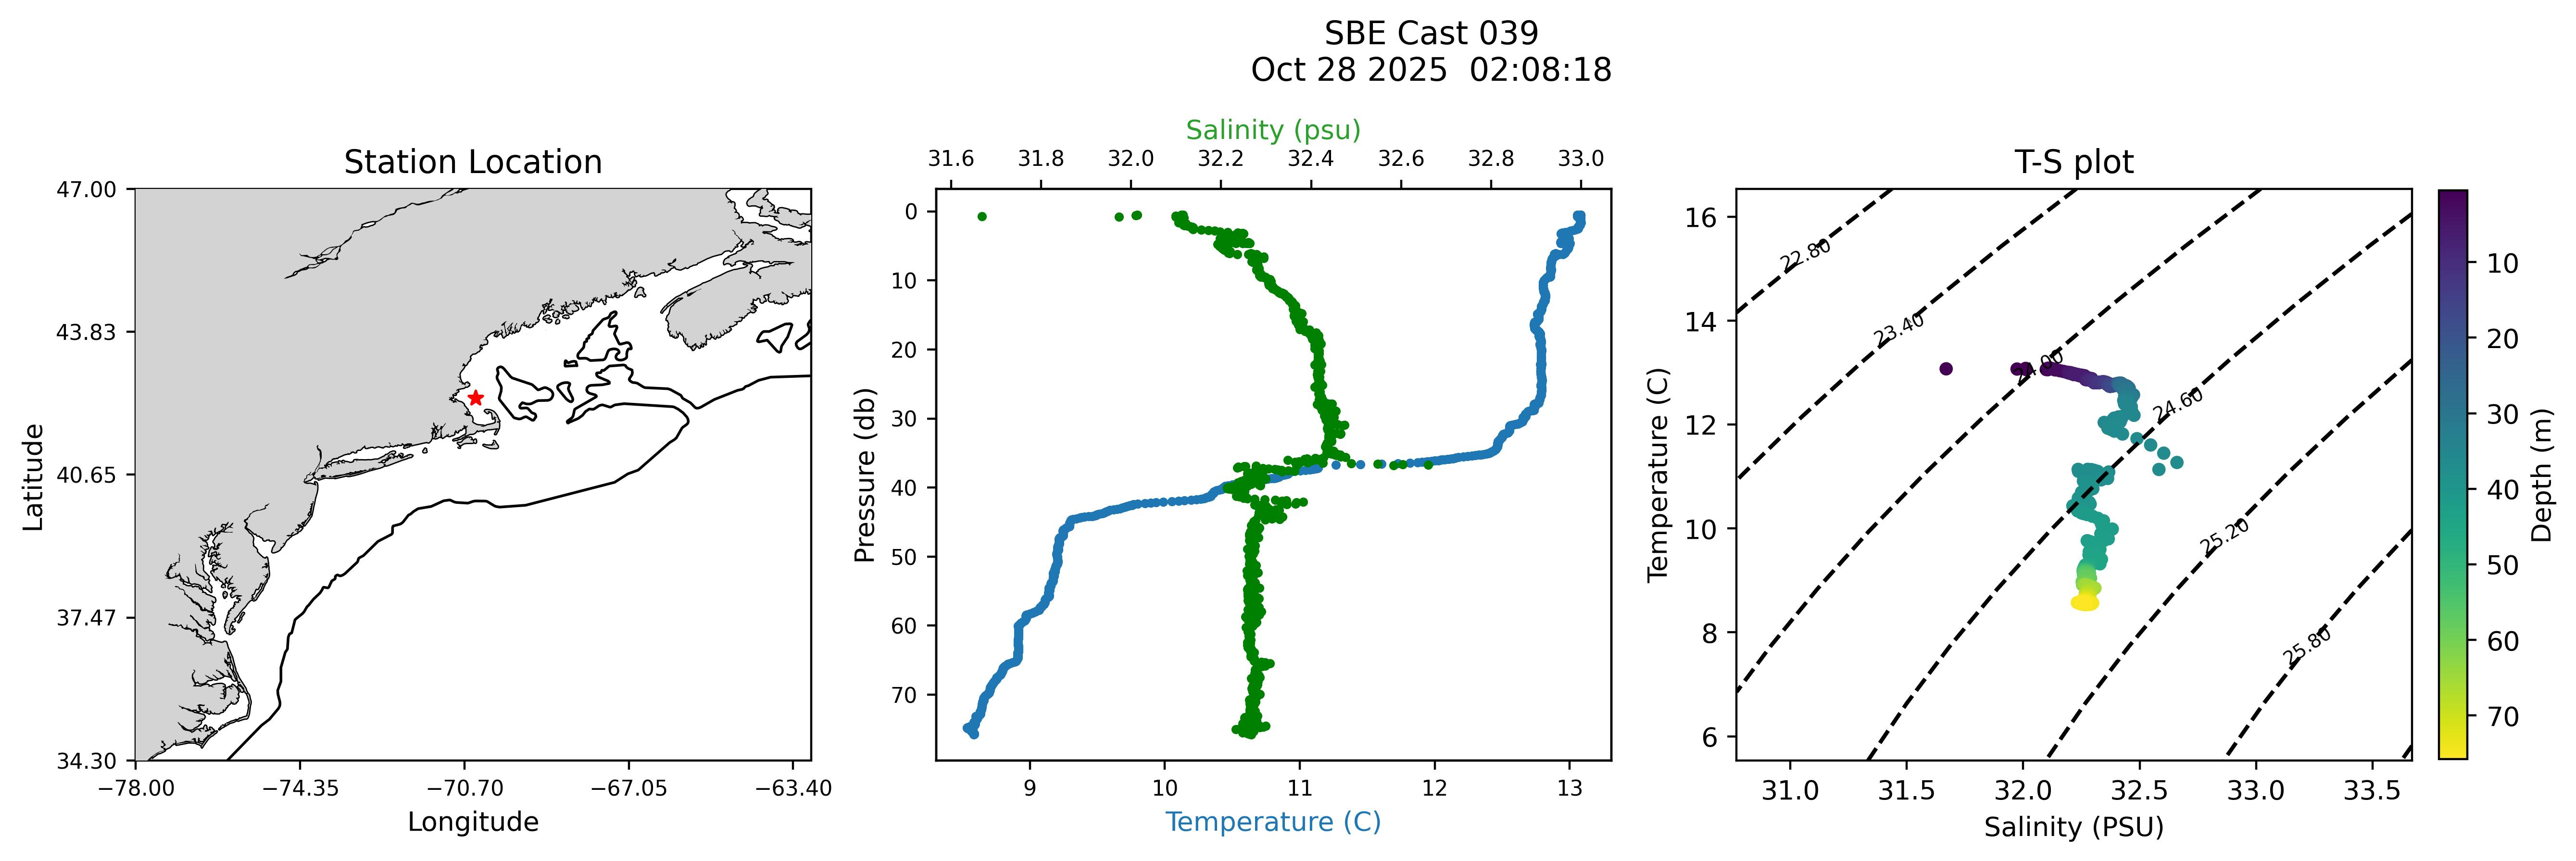 SBE Cast 039
Oct 28 2025  02:08:18
Station Location
47.00
43.83
40.65
37.47
34.30
Latitude
−78.00 −74.35 −70.70 −67.05 −63.40
Longitude
Salinity (psu)
31.6 31.8 32.0 32.2 32.4 32.6 32.8 33.0
0
10
20
30
40
50
60
70
Pressure (db)
9 10 11 12 13
Temperature (C)
T-S plot
16
14
12
10
8
6
Temperature (C)
22.80
23.40
24.00
24.60
25.20
25.80
31.0 31.5 32.0 32.5 33.0 33.5
Salinity (PSU)
10
20
30
40
50
60
70
Depth (m)